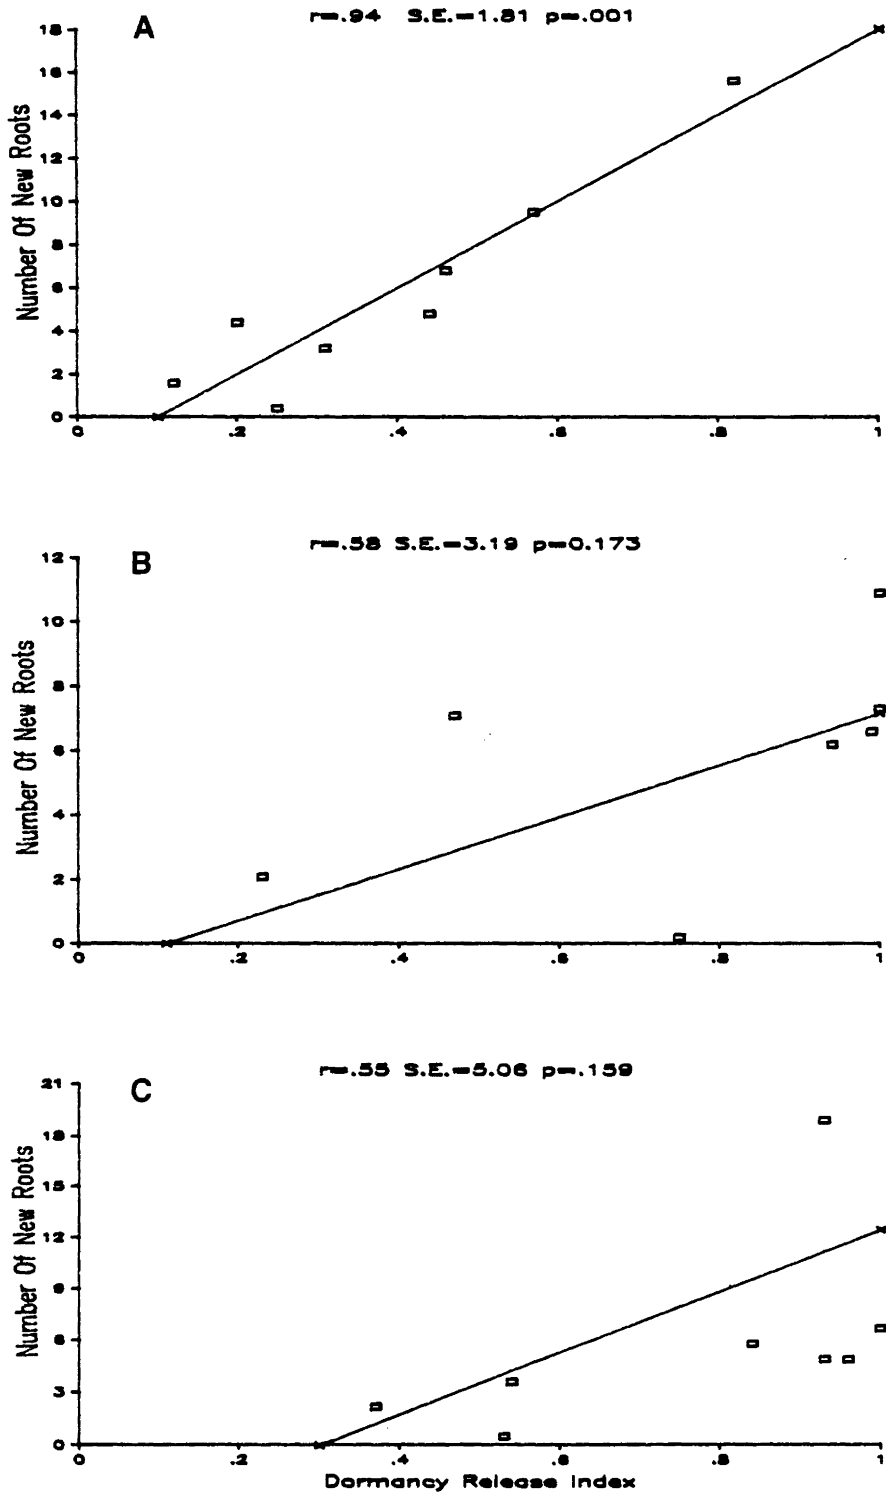 A
r=.94 S.E.=1.81 p=.001
Number Of New Roots
18
16
14
12
10
8
6
4
2
0
0 .2 .4 .6 .8 1
B
r=.58 S.E.=3.19 p=0.173
Number Of New Roots
12
10
8
6
4
2
0
0 .2 .4 .6 .8 1
C
r=.55 S.E.=5.06 p=.159
Number Of New Roots
21
18
15
12
9
6
3
0
0 .2 .4 .6 .8 1
Dormancy Release Index